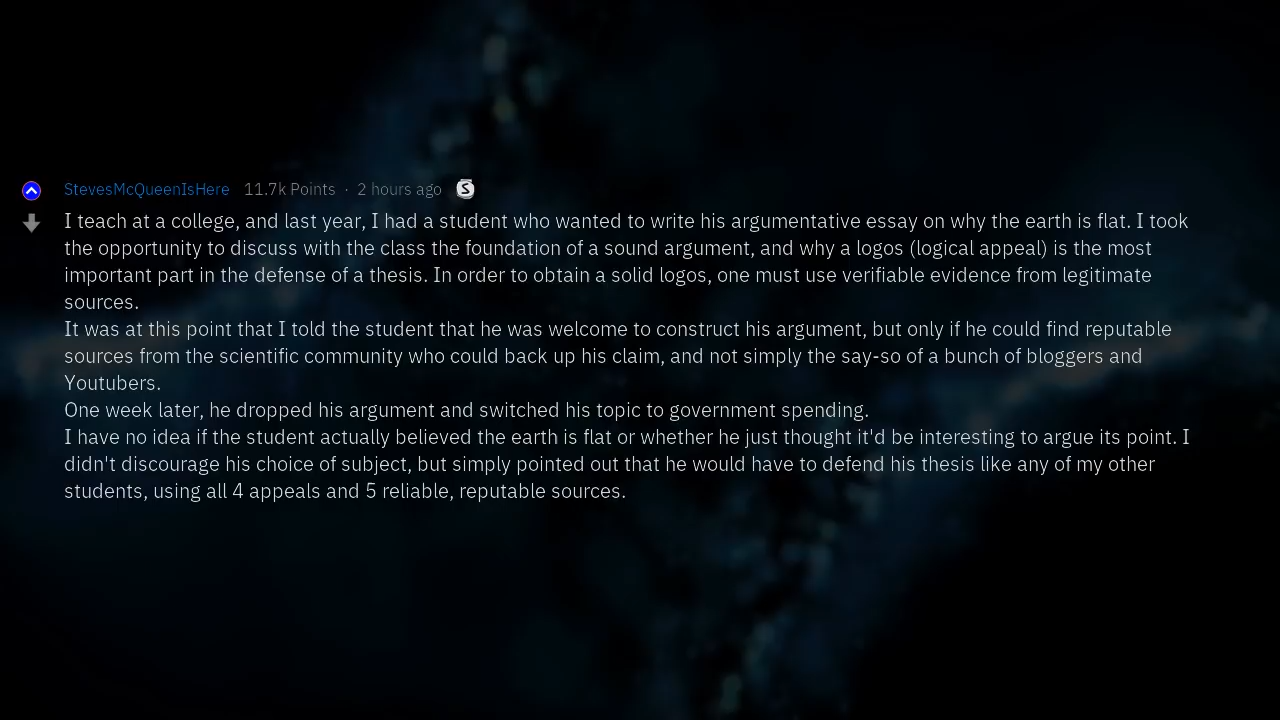 StevesMcQueenIsHere 11.7k Points · 2 hours ago S
I teach at a college, and last year, I had a student who wanted to write his argumentative essay on why the earth is flat. I took
the opportunity to discuss with the class the foundation of a sound argument, and why a logos (logical appeal) is the most
important part in the defense of a thesis. In order to obtain a solid logos, one must use verifiable evidence from legitimate
sources.
It was at this point that I told the student that he was welcome to construct his argument, but only if he could find reputable
sources from the scientific community who could back up his claim, and not simply the say-so of a bunch of bloggers and
Youtubers.
One week later, he dropped his argument and switched his topic to government spending.
I have no idea if the student actually believed the earth is flat or whether he just thought it'd be interesting to argue its point. I
didn't discourage his choice of subject, but simply pointed out that he would have to defend his thesis like any of my other
students, using all 4 appeals and 5 reliable, reputable sources.